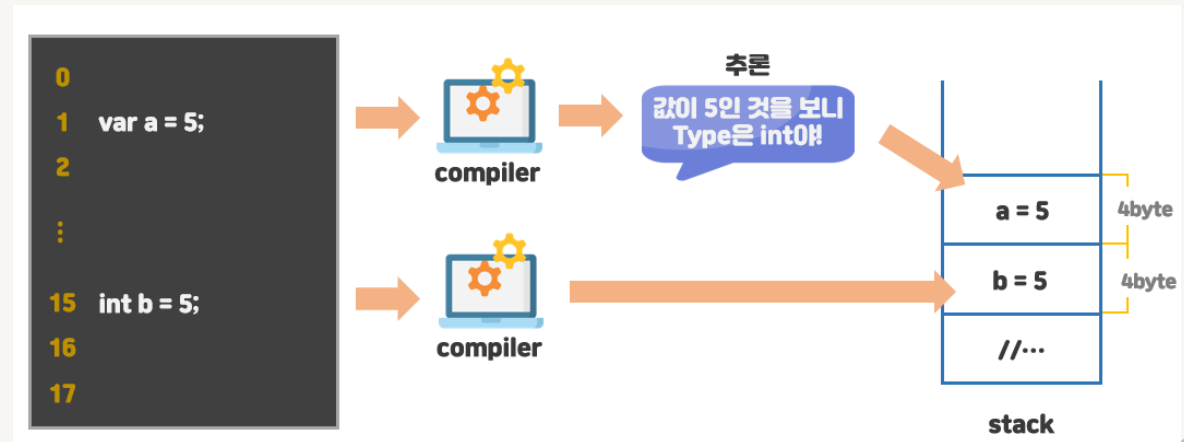 0
1 var a = 5;
2
⋮
15 int b = 5;
16
17
compiler
추론
값이 5인 것을 보니
Type은 int야!
compiler
a = 5
4byte
b = 5
4byte
//···
stack